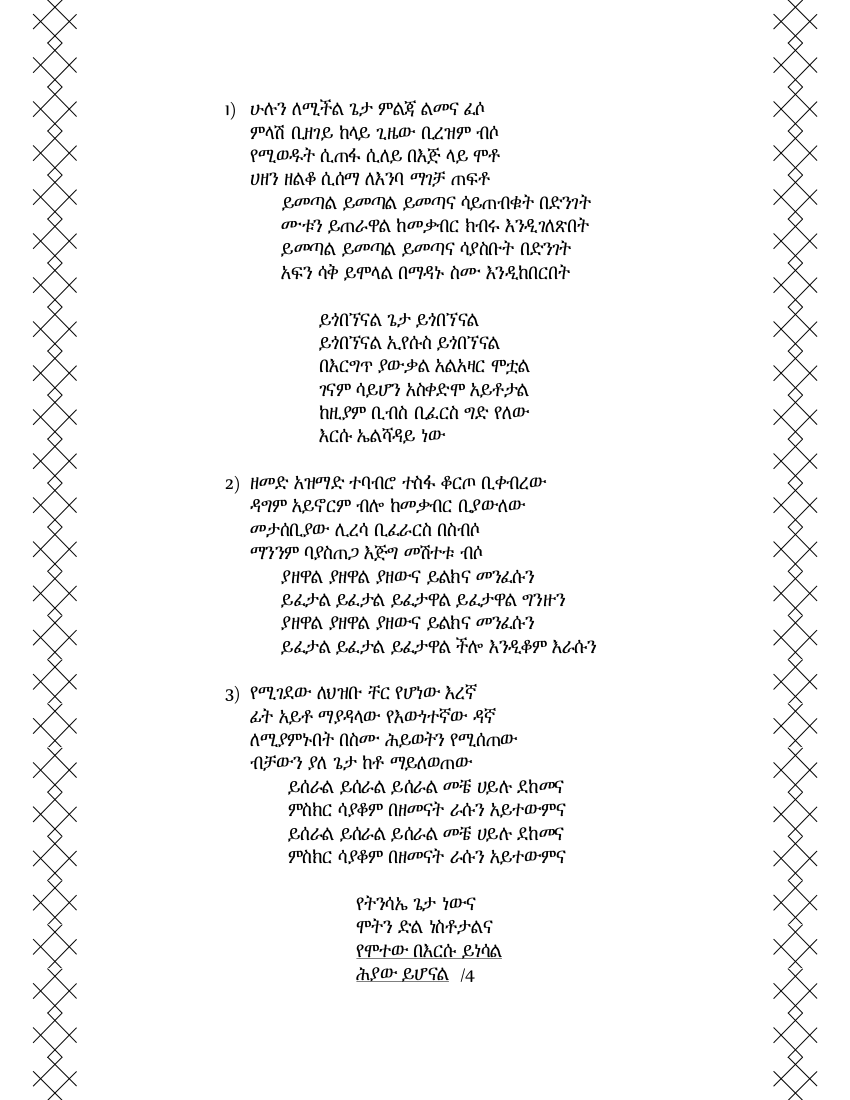 1) ሁሉን ለሚችል ጌታ ምልጃ ልመና ፈሶ
ምላሽ ቢዘገይ ከላይ ጊዜው ቢረዝም ብሶ
የሚወዱት ሲጠፋ ሲለይ በእጅ ላይ ሞቶ
ሀዘን ዘልቆ ሲሰማ ለእንባ ማገቻ ጠፍቶ
ይመጣል ይመጣል ይመጣና ሳይጠብቁት በድንገት
ሙቱን ይጠራዋል ከመቃብር ክብሩ እንዲገለጽበት
ይመጣል ይመጣል ይመጣና ሳያስቡት በድንገት
አፍን ሳቅ ይሞላል በማዳኑ ስሙ እንዲከበርበት
ይጎበኘናል ጌታ ይጎበኘናል
ይጎበኘናል ኢየሱስ ይጎበኘናል
በእርግጥ ያውቃል አልአዛር ሞቷል
ገናም ሳይሆን አስቀድሞ አይቶታል
ከዚያም ቢብስ ቢፈርስ ግድ የለው
እርሱ ኤልሻዳይ ነው
2) ዘመድ አዝማድ ተባብሮ ተስፋ ቆርጦ ቢቀብረው
ዳግም አይኖርም ብሎ ከመቃብር ቢያውለው
መታሰቢያው ሊረሳ ቢፈራርስ በስብሶ
ማንንም ባያስጠጋ እጅግ መሽተቱ ብሶ
ያዘዋል ያዘዋል ያዘውና ይልክና መንፈሱን
ይፈታል ይፈታል ይፈታዋል ይፈታዋል ግንዙን
ያዘዋል ያዘዋል ያዘውና ይልክና መንፈሱን
ይፈታል ይፈታል ይፈታዋል ችሎ እንዲቆም እራሱን
3) የሚገደው ለህዝቡ ቸር የሆነው እረኛ
ፊት አይቶ ማያዳላው የእውነተኛው ዳኛ
ለሚያምኑበት በስሙ ሕይወትን የሚሰጠው
ብቻውን ያለ ጌታ ከቶ ማይለወጠው
ይሰራል ይሰራል ይሰራል መቼ ሀይሉ ደከመና
ምስክር ሳያቆም በዘመናት ራሱን አይተውምና
ይሰራል ይሰራል ይሰራል መቼ ሀይሉ ደከመና
ምስክር ሳያቆም በዘመናት ራሱን አይተውምና
የትንሳኤ ጌታ ነውና
ሞትን ድል ነስቶታልና
የሞተው በእርሱ ይነሳል
ሕያው ይሆናል /4